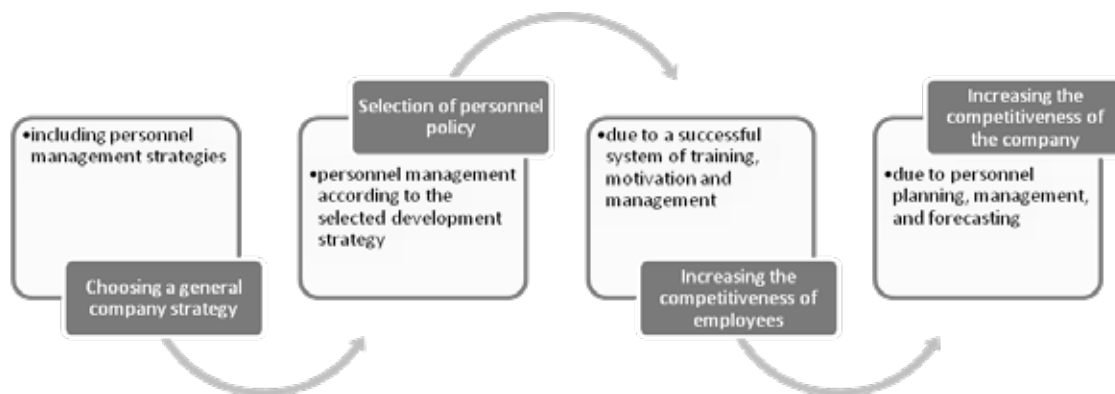 •including personnel
management strategies
Choosing a general
company strategy
Selection of personnel
policy
•personnel management
according to the
selected development
strategy
•due to a successful
system of training,
motivation and
management
Increasing the
competitiveness of
employees
Increasing the
competitiveness of
the company
•due to personnel
planning, management,
and forecasting